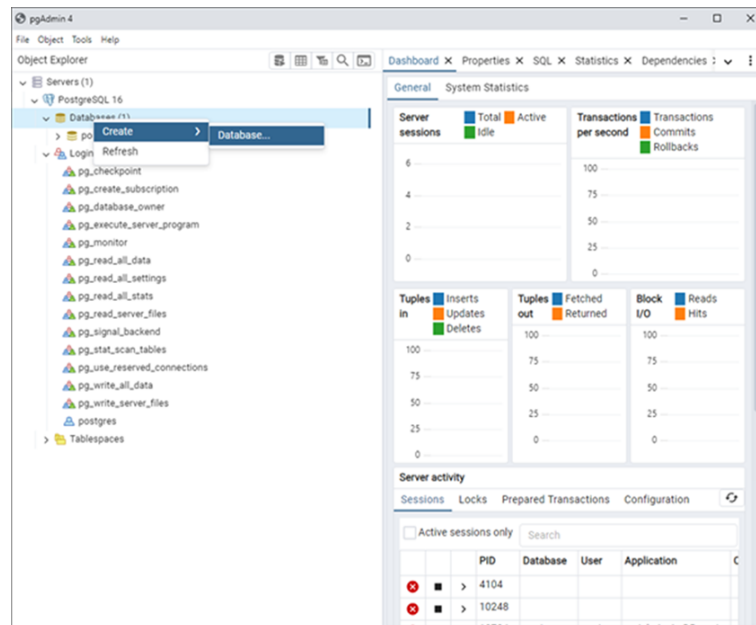 pgAdmin 4
File Object Tools Help
Object Explorer
Servers (1)
PostgreSQL 16
Databases (1)
po
Create
Database...
Refresh
Login
pg_checkpoint
pg_create_subscription
pg_database_owner
pg_execute_server_program
pg_monitor
pg_read_all_data
pg_read_all_settings
pg_read_all_stats
pg_read_server_files
pg_signal_backend
pg_stat_scan_tables
pg_use_reserved_connections
pg_write_all_data
pg_write_server_files
postgres
Tablespaces
Dashboard Properties SQL Statistics Dependencies
General System Statistics
Server sessions
Total Active
Idle
6
4
2
0
Transactions per second
Transactions
Commits
Rollbacks
100
75
50
25
0
Tuples in
Inserts
Updates
Deletes
100
75
50
25
0
Tuples out
Fetched
Returned
100
75
50
25
0
Block I/O
Reads
Hits
100
75
50
25
0
Server activity
Sessions Locks Prepared Transactions Configuration
Active sessions only Search
PID Database User Application C
4104
10248